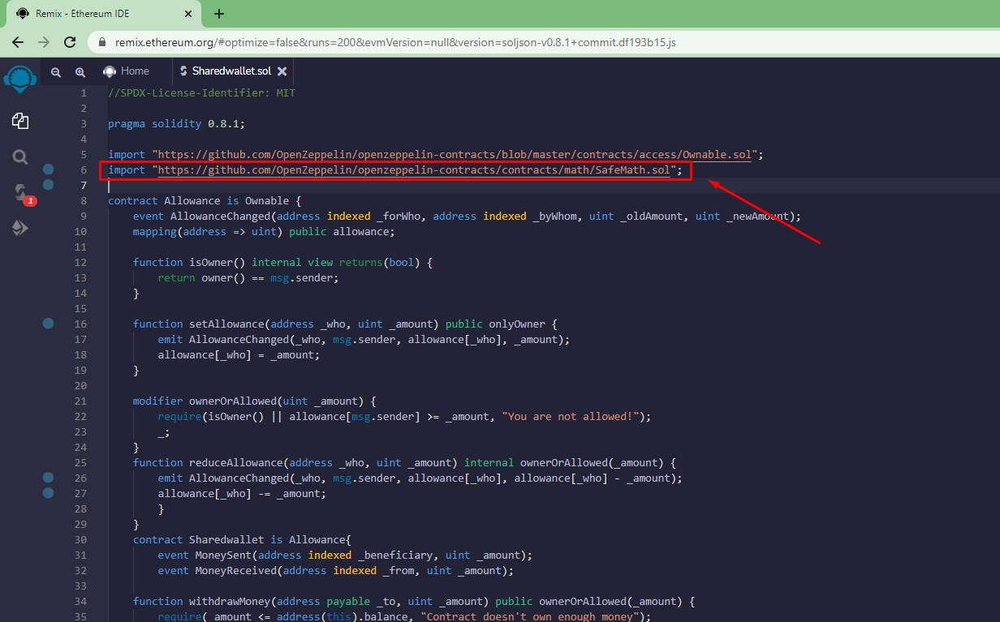 Remix - Ethereum IDE
remix.ethereum.org/#optimize=false&runs=200&evmVersion=null&version=soljson-v0.8.1+commit.df193b15.js
Home
Sharedwallet.sol
1 //SPDX-License-Identifier: MIT
2
3 pragma solidity 0.8.1;
4
5 import "https://github.com/OpenZeppelin/openzeppelin-contracts/blob/master/contracts/access/Ownable.sol";
6 import "https://github.com/OpenZeppelin/openzeppelin-contracts/contracts/math/SafeMath.sol";
7
1
8 contract Allowance is Ownable {
9 event AllowanceChanged(address indexed _forWho, address indexed _byWhom, uint _oldAmount, uint _newAmount);
10 mapping(address => uint) public allowance;
11
12 function isOwner() internal view returns(bool) {
13 return owner() == msg.sender;
14 }
15
16 function setAllowance(address _who, uint _amount) public onlyOwner {
17 emit AllowanceChanged(_who, msg.sender, allowance[_who], _amount);
18 allowance[_who] = _amount;
19 }
20
21 modifier ownerOrAllowed(uint _amount) {
22 require(isOwner() || allowance[msg.sender] >= _amount, "You are not allowed!");
23 _;
24 }
25 function reduceAllowance(address _who, uint _amount) internal ownerOrAllowed(_amount) {
26 emit AllowanceChanged(_who, msg.sender, allowance[_who], allowance[_who] - _amount);
27 allowance[_who] -= _amount;
28 }
29 }
30 contract Sharedwallet is Allowance{
31 event MoneySent(address indexed _beneficiary, uint _amount);
32 event MoneyReceived(address indexed _from, uint _amount);
33
34 function withdrawMoney(address payable _to, uint _amount) public ownerOrAllowed(_amount) {
35 require(_amount <= address(this).balance, "Contract doesn't own enough money");